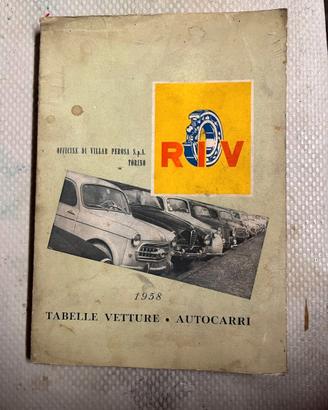 OFFICINE DI VILLAR PEROSA S.p.A.
TORINO
RIV
1958
TABELLE VETTURE • AUTOCARRI